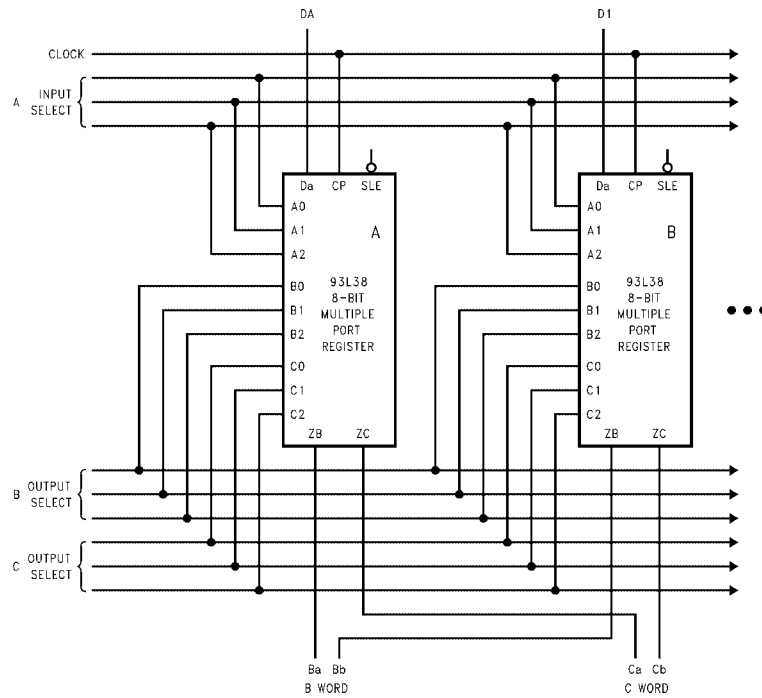 DA D1
CLOCK
A INPUT SELECT
Da CP SLE Da CP SLE
A0 A0
A1 A B A1
A2 A2
B0 93L38 B0 93L38
B1 8-BIT B1 8-BIT
MULTIPLE MULTIPLE
B2 PORT B2 PORT
REGISTER REGISTER
C0 C0
C1 C1
C2 C2
ZB ZC ZB ZC
B OUTPUT SELECT
C OUTPUT SELECT
Ba Bb Ca Cb
B WORD C WORD